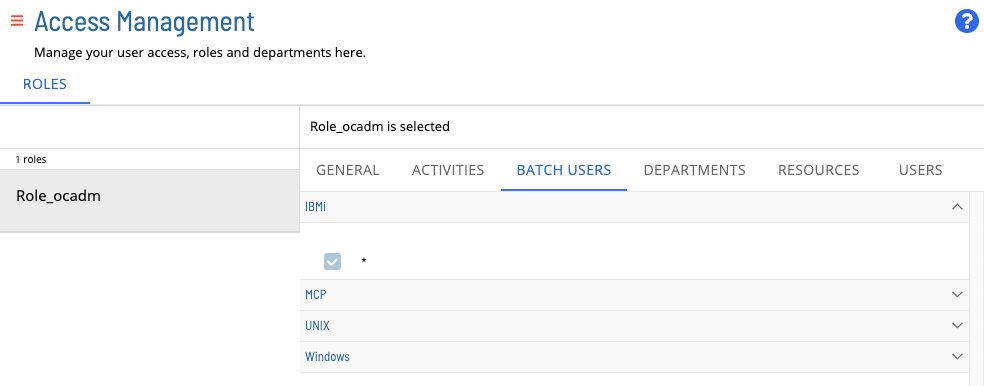 Access Management
?
Manage your user access, roles and departments here.
ROLES
Role_ocadm is selected
1 roles
GENERAL ACTIVITIES BATCH USERS DEPARTMENTS RESOURCES USERS
Role_ocadm
IBMi
*
MCP
UNIX
Windows